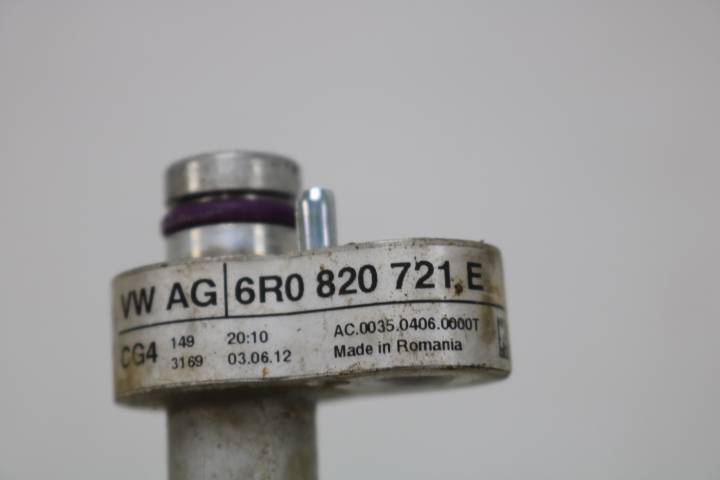 VW AG 6R0 820 721 E
CG4 149 20:10 AC.0035.0406.0000T
3169 03.06.12 Made in Romania